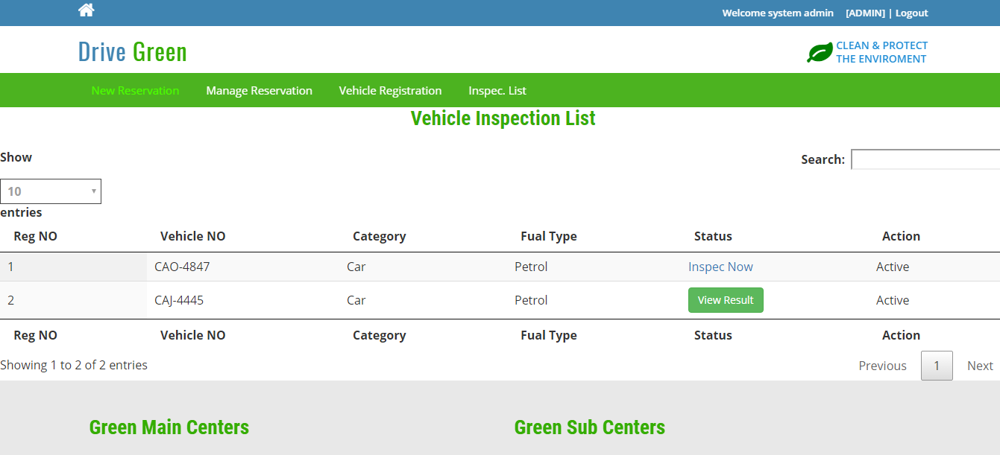 Welcome system admin [ADMIN] | Logout
Drive Green
CLEAN & PROTECT
THE ENVIROMENT
New Reservation Manage Reservation Vehicle Registration Inspec. List
Vehicle Inspection List
Show
Search:
10
entries
Reg NO Vehicle NO Category Fual Type Status Action
1 CAO-4847 Car Petrol Inspec Now Active
2 CAJ-4445 Car Petrol View Result Active
Reg NO Vehicle NO Category Fual Type Status Action
Showing 1 to 2 of 2 entries Previous 1 Next
Green Main Centers Green Sub Centers